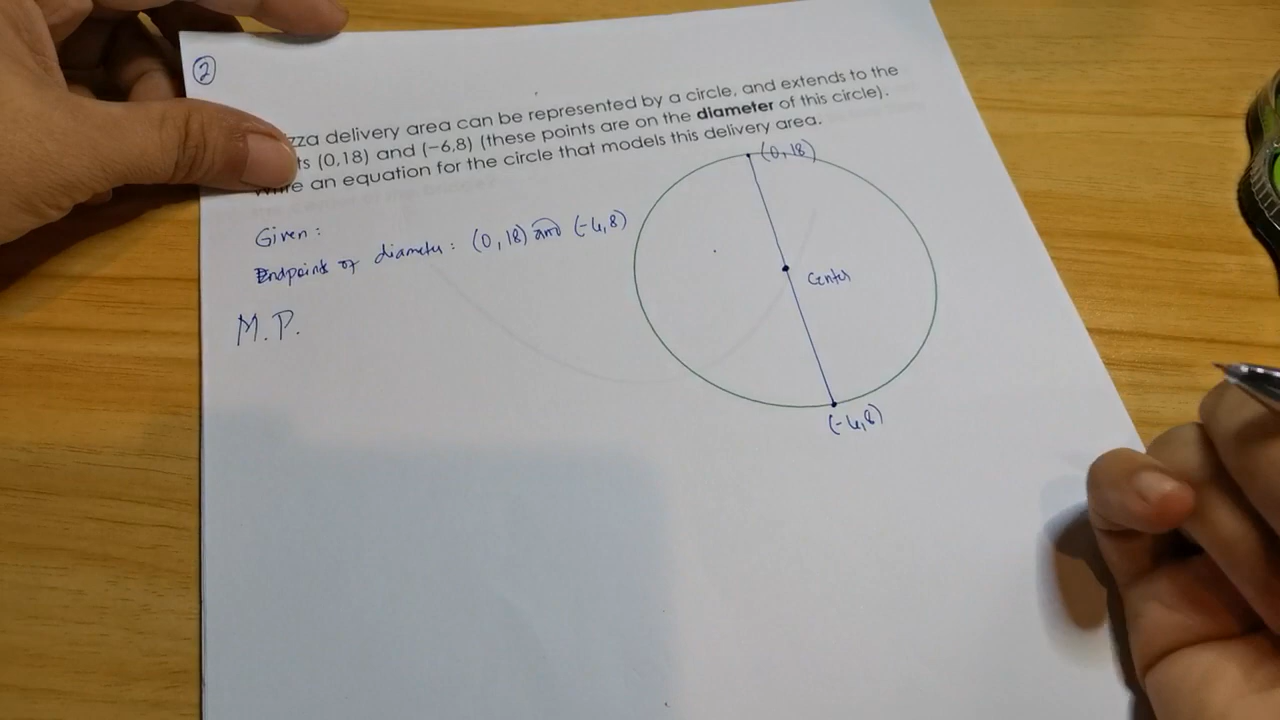 2
zza delivery area can be represented by a circle, and extends to the
ts (0,18) and (−6,8) (these points are on the diameter of this circle).
Write an equation for the circle that models this delivery area.
(0, 18)
Given :
Endpoints of diameter : (0, 18) and (-6,8)
Center
M.P.
(-6,8)